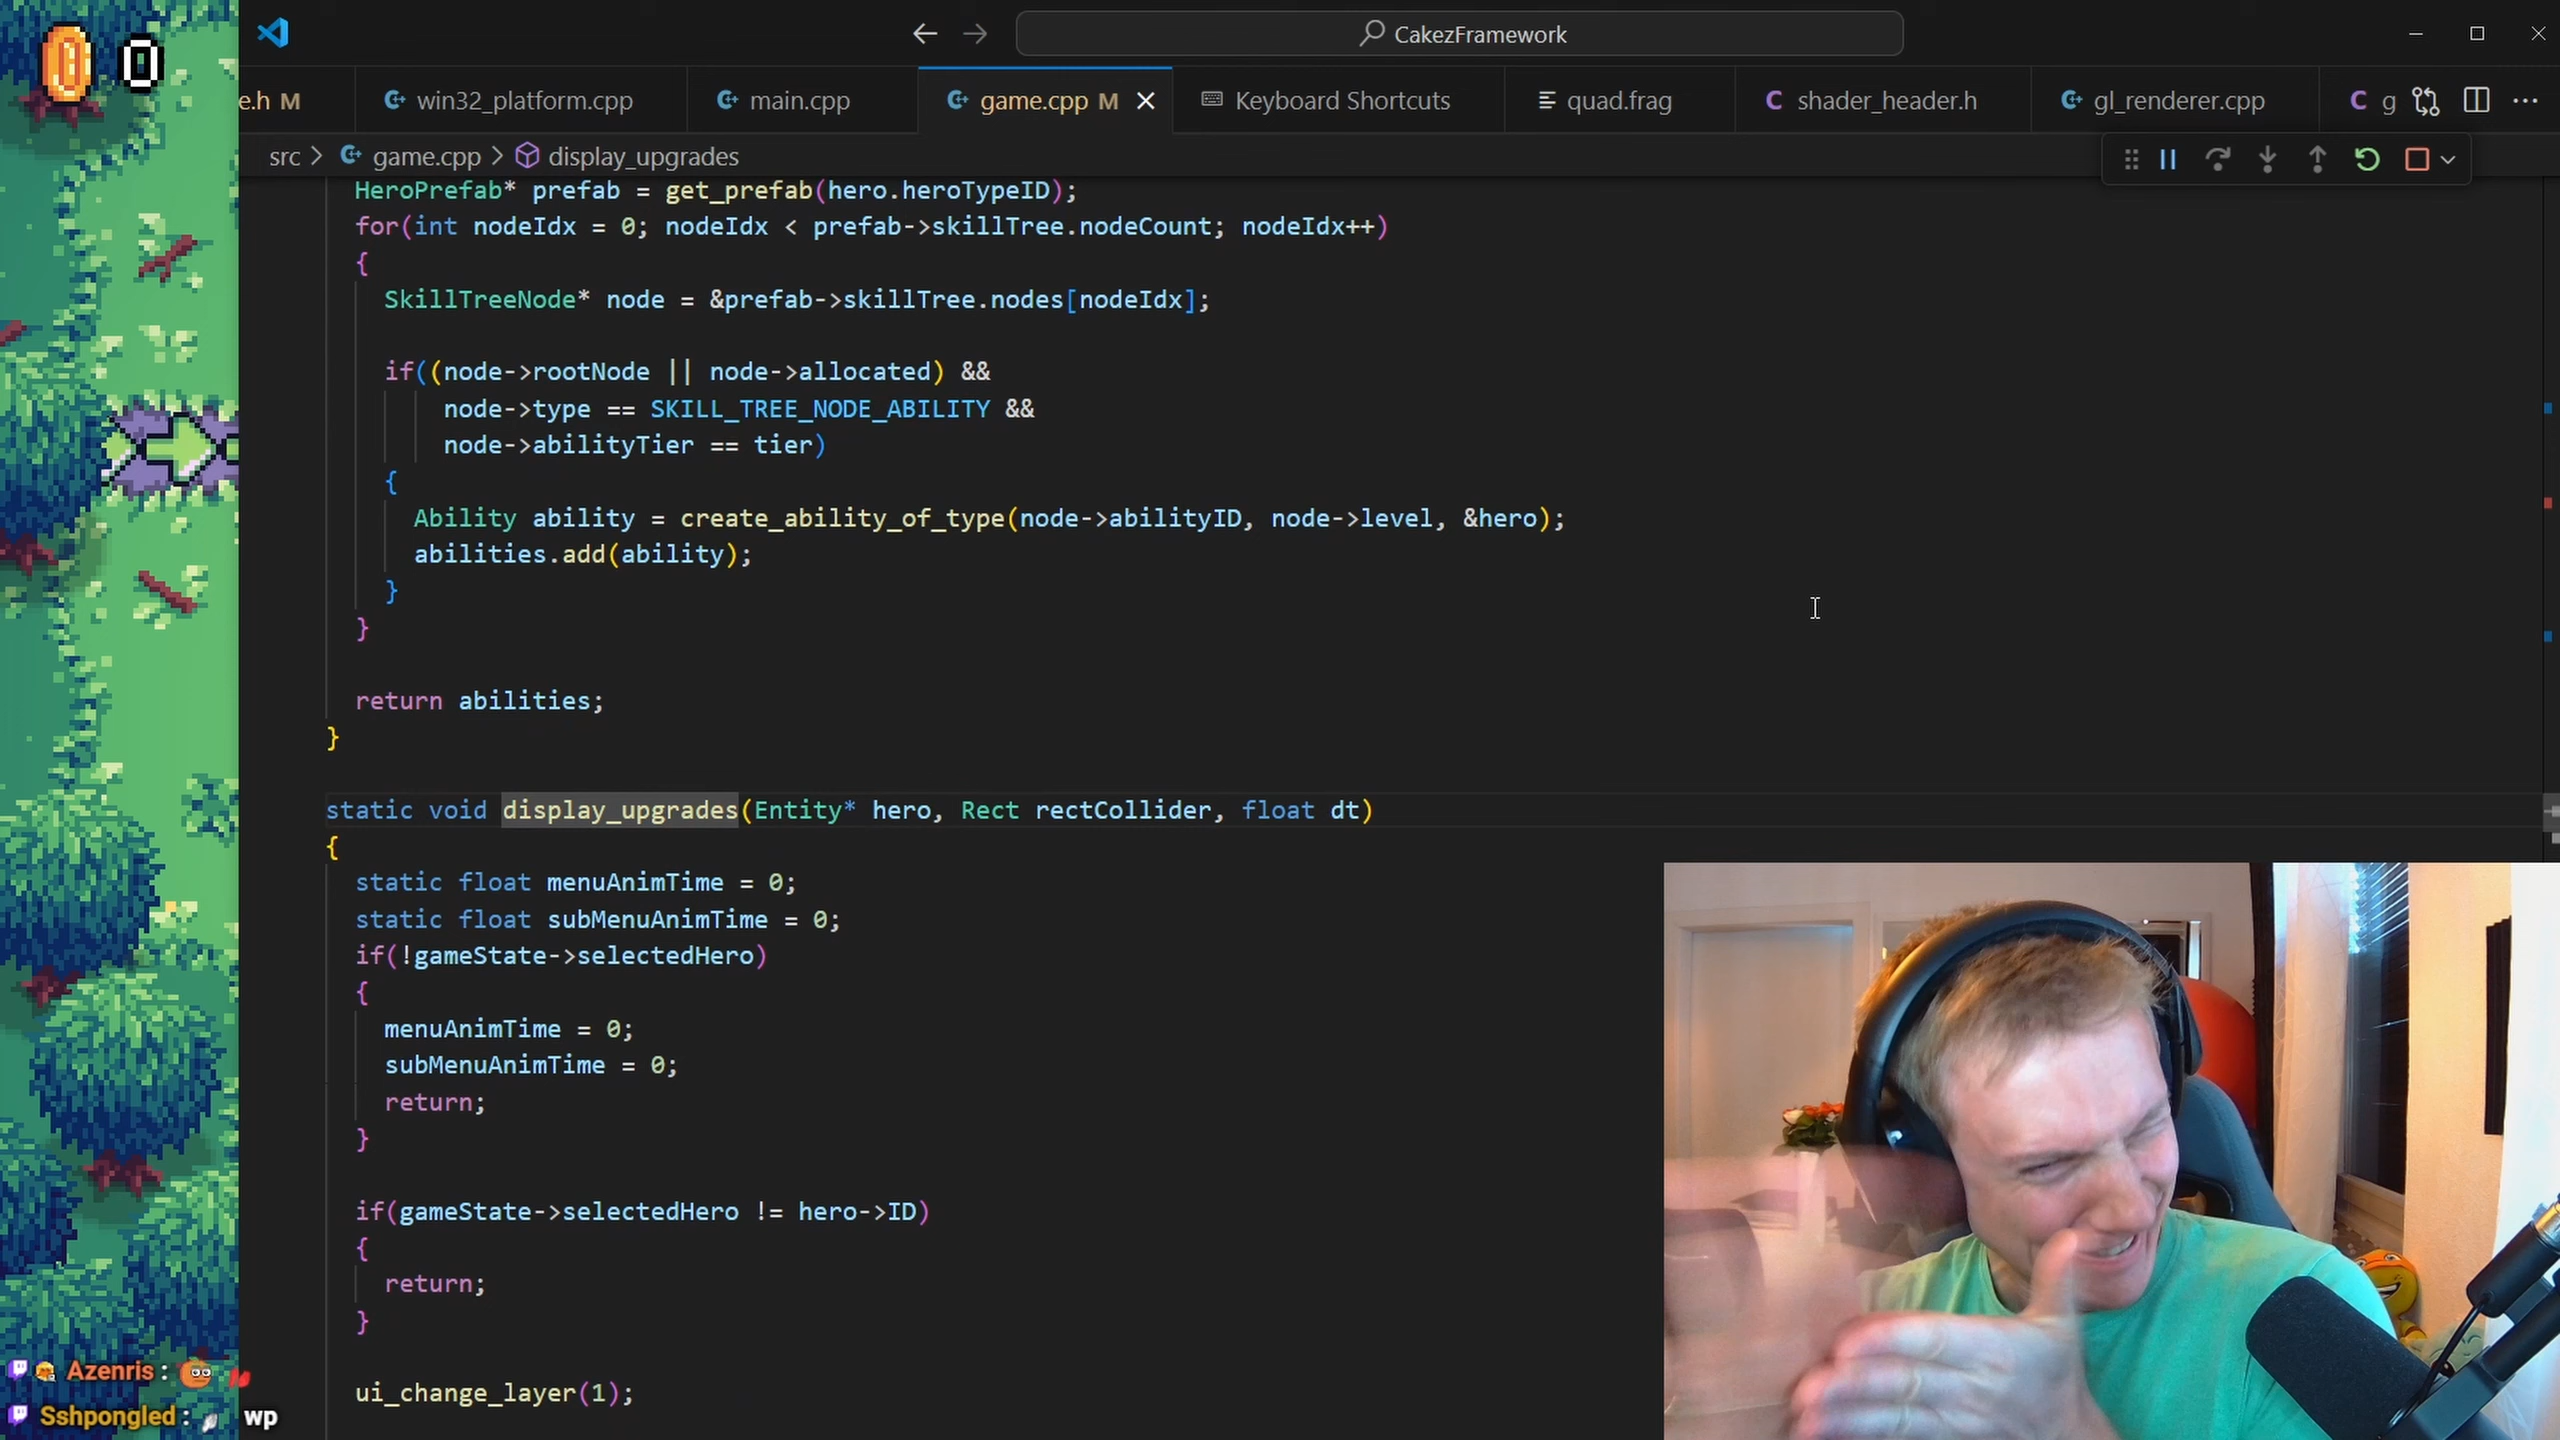 0
CakezFramework
e.h M
win32_platform.cpp
main.cpp
game.cpp M
Keyboard Shortcuts
quad.frag
shader_header.h
gl_renderer.cpp
g
src > game.cpp > display_upgrades
HeroPrefab* prefab = get_prefab(hero.heroTypeID);
for(int nodeIdx = 0; nodeIdx < prefab->skillTree.nodeCount; nodeIdx++)
{
SkillTreeNode* node = &prefab->skillTree.nodes[nodeIdx];
if((node->rootNode || node->allocated) &&
node->type == SKILL_TREE_NODE_ABILITY &&
node->abilityTier == tier)
{
Ability ability = create_ability_of_type(node->abilityID, node->level, &hero);
abilities.add(ability);
}
}
return abilities;
}
static void display_upgrades(Entity* hero, Rect rectCollider, float dt)
{
static float menuAnimTime = 0;
static float subMenuAnimTime = 0;
if(!gameState->selectedHero)
{
menuAnimTime = 0;
subMenuAnimTime = 0;
return;
}
if(gameState->selectedHero != hero->ID)
{
return;
}
ui_change_layer(1);
Azenris :
Sshpongled : wp